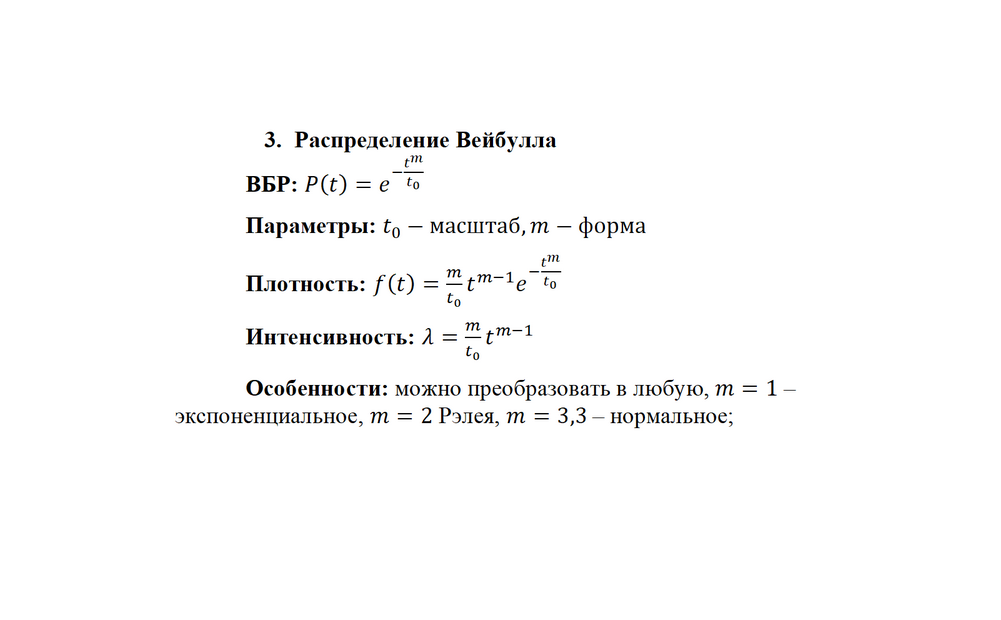 3. Распределение Вейбулла
ВБР: $P(t) = e^{-\frac{t^m}{t_0}}$
Параметры: $t_0$ − масштаб, $m$ − форма
Плотность: $f(t) = \frac{m}{t_0} t^{m-1} e^{-\frac{t^m}{t_0}}$
Интенсивность: $\lambda = \frac{m}{t_0} t^{m-1}$
Особенности: можно преобразовать в любую, $m = 1$ –
экспоненциальное, $m = 2$ Рэлея, $m = 3,3$ – нормальное;